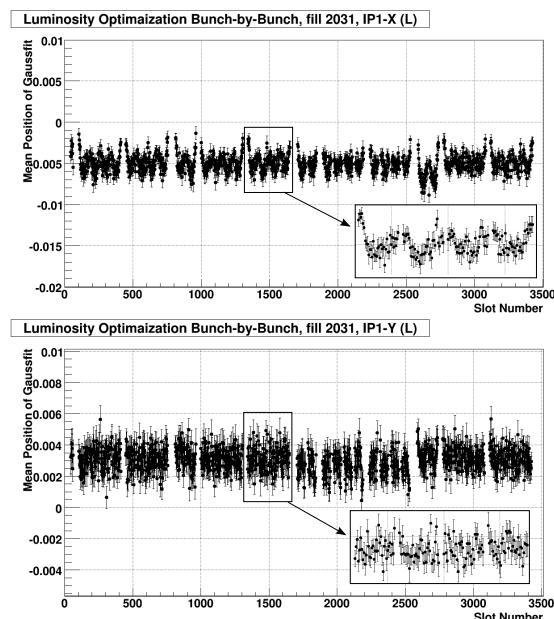 Luminosity Optimaization Bunch-by-Bunch, fill 2031, IP1-X (L)
Mean Position of Gaussfit
0.01
0.005
0
-0.005
-0.01
-0.015
-0.02
0 500 1000 1500 2000 2500 3000 3500
Slot Number
Luminosity Optimaization Bunch-by-Bunch, fill 2031, IP1-Y (L)
Mean Position of Gaussfit
0.01
0.008
0.006
0.004
0.002
0
-0.002
-0.004
0 500 1000 1500 2000 2500 3000 3500
Slot Number